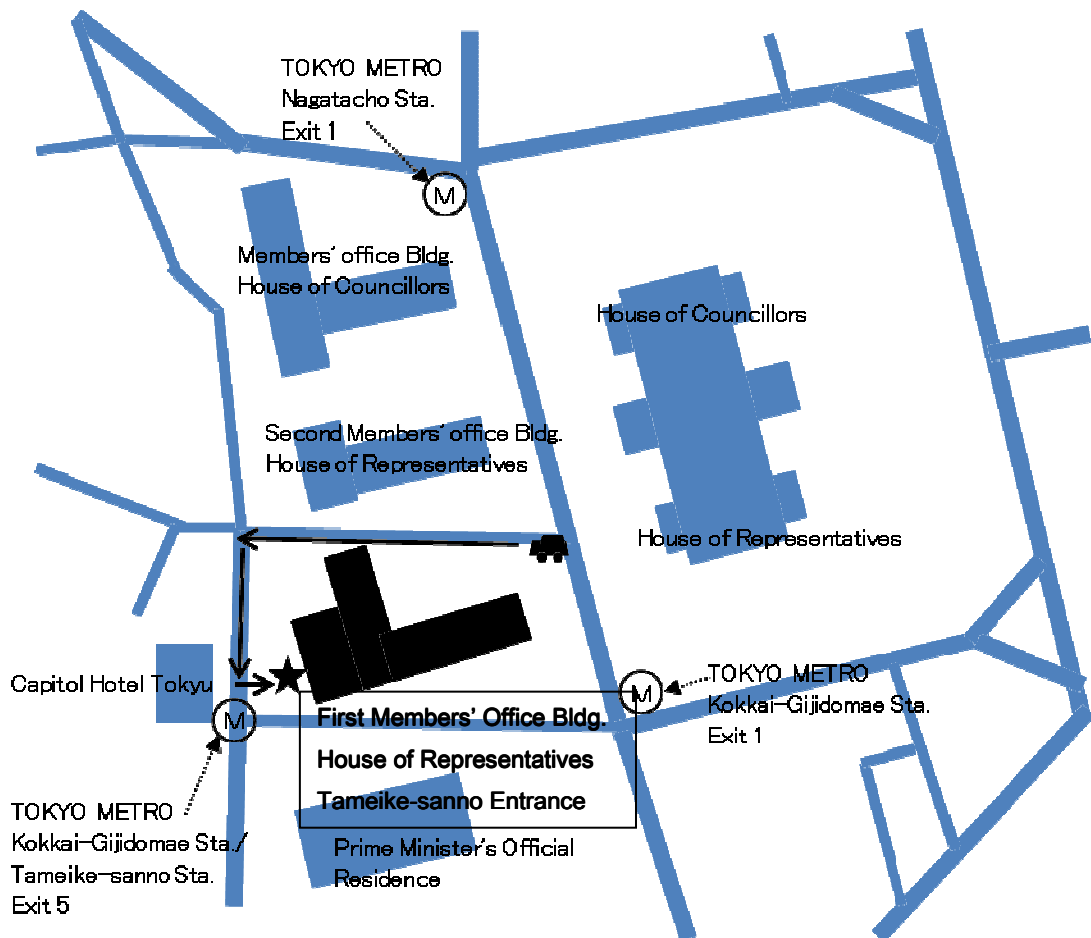 TOKYO METRO
Nagatacho Sta.
Exit 1
M
Members' office Bldg.
House of Councillors
House of Councillors
Second Members' office Bldg.
House of Representatives
House of Representatives
Capitol Hotel Tokyu
M
TOKYO METRO
Kokkai-Gijidomae Sta.
Exit 1
M
First Members' Office Bldg.
House of Representatives
Tameike-sanno Entrance
TOKYO METRO
Kokkai-Gijidomae Sta./
Tameike-sanno Sta.
Exit 5
Prime Minister's Official
Residence